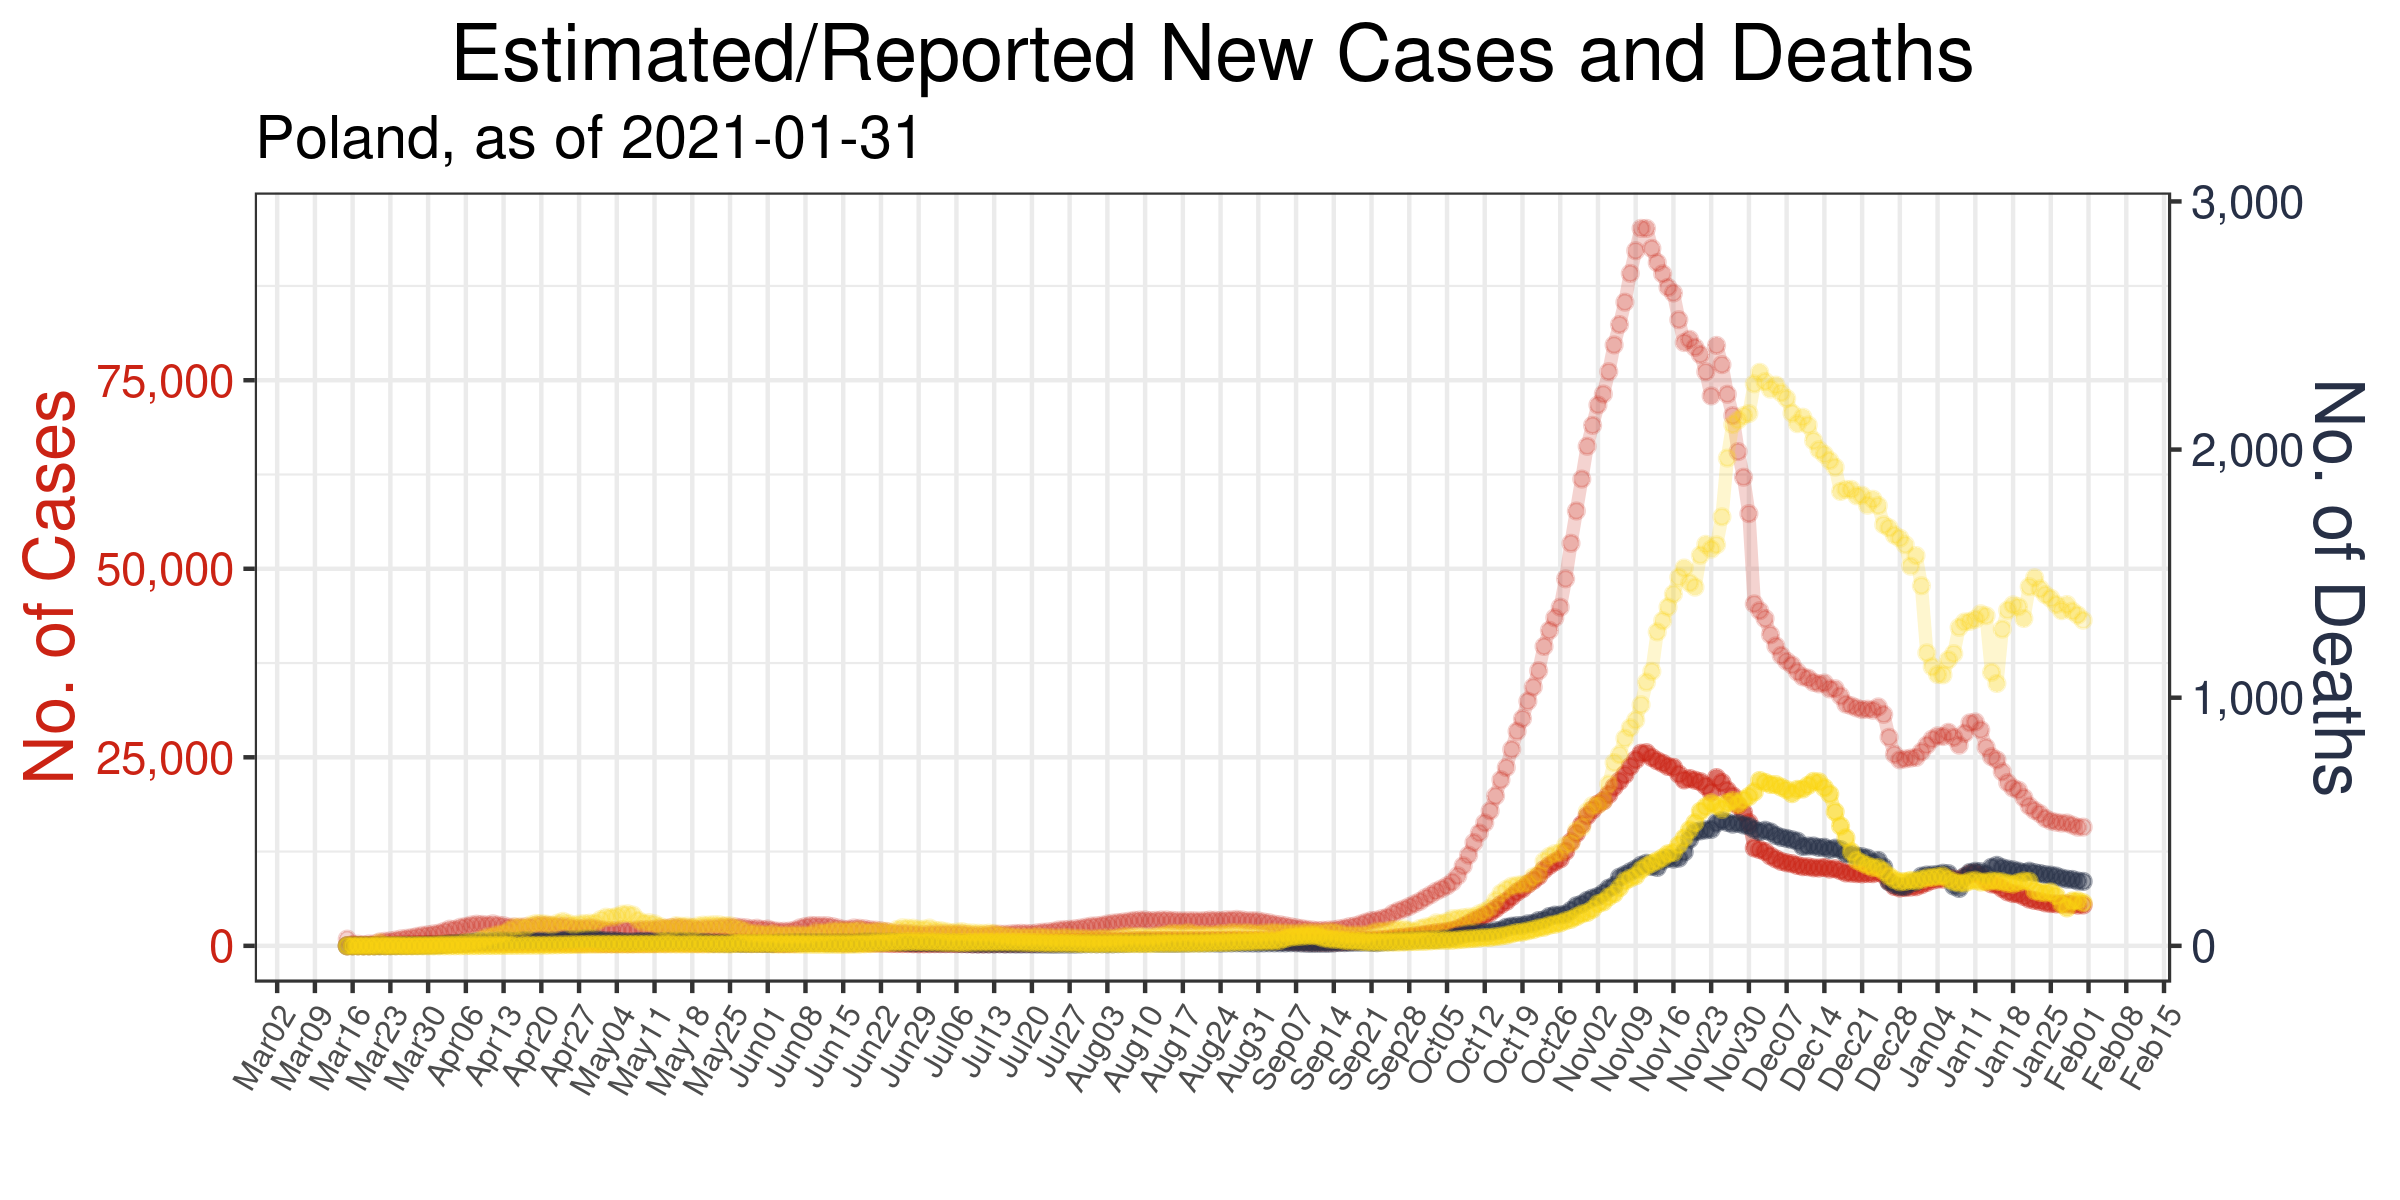 Estimated/Reported New Cases and Deaths
Poland, as of 2021-01-31
No. of Cases
75,000
50,000
25,000
0
3,000
2,000
1,000
0
No. of Deaths
Mar02 Mar09 Mar16 Mar23 Mar30 Apr06 Apr13 Apr20 Apr27 May04 May11 May18 May25 Jun01 Jun08 Jun15 Jun22 Jun29 Jul06 Jul13 Jul20 Jul27 Aug03 Aug10 Aug17 Aug24 Aug31 Sep07 Sep14 Sep21 Sep28 Oct05 Oct12 Oct19 Oct26 Nov02 Nov09 Nov16 Nov23 Nov30 Dec07 Dec14 Dec21 Dec28 Jan04 Jan11 Jan18 Jan25 Feb01 Feb08 Feb15